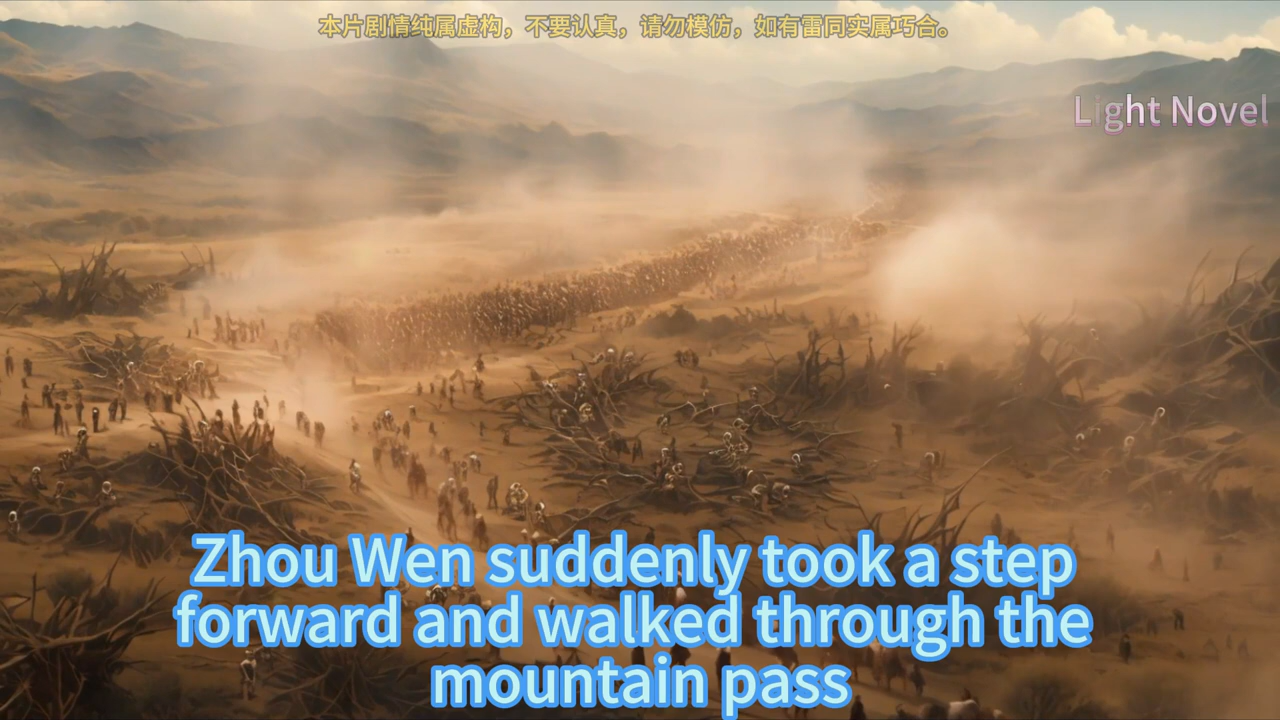 本片剧情纯属虚构，不要认真，请勿模仿，如有雷同实属巧合。
Light Novel
Zhou Wen suddenly took a step
forward and walked through the
mountain pass